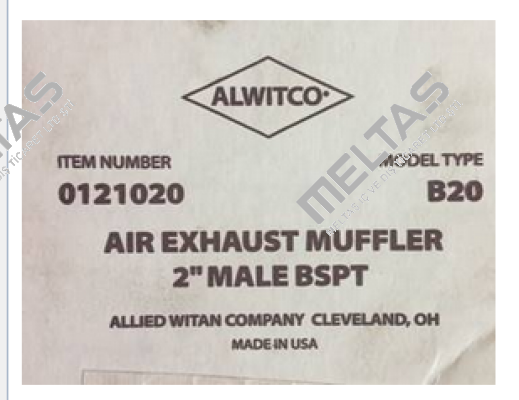 ALWITCO
ITEM NUMBER
MODEL TYPE
0121020
B20
AIR EXHAUST MUFFLER
2" MALE BSPT
ALLIED WITAN COMPANY CLEVELAND, OH
MADE IN USA
MELTAS